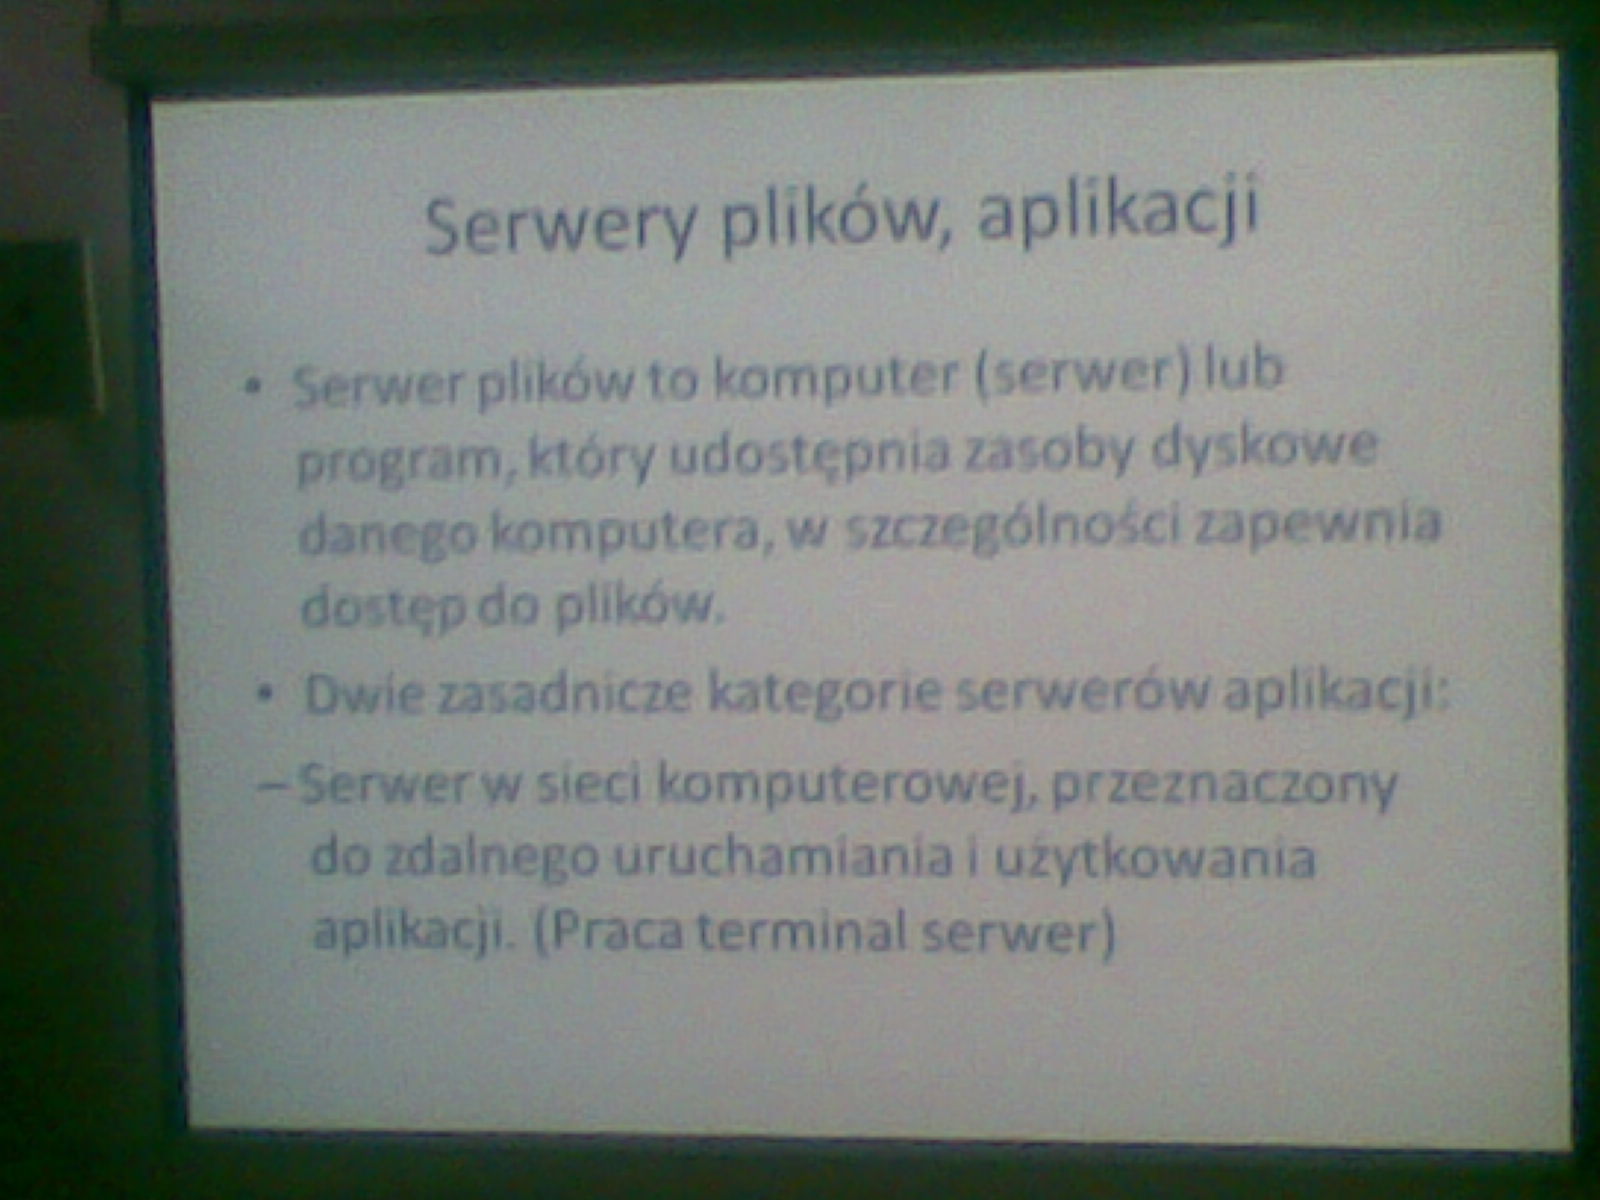 Serwery plików, aplikacji
• Serwer plików to komputer (serwer) lub
program, który udostępnia zasoby dyskowe
danego komputera, w szczególności zapewnia
dostęp do plików.
• Dwie zasadnicze kategorie serwerów aplikacji:
– Serwer w sieci komputerowej, przeznaczony
do zdalnego uruchamiania i użytkowania
aplikacji. (Praca terminal serwer)